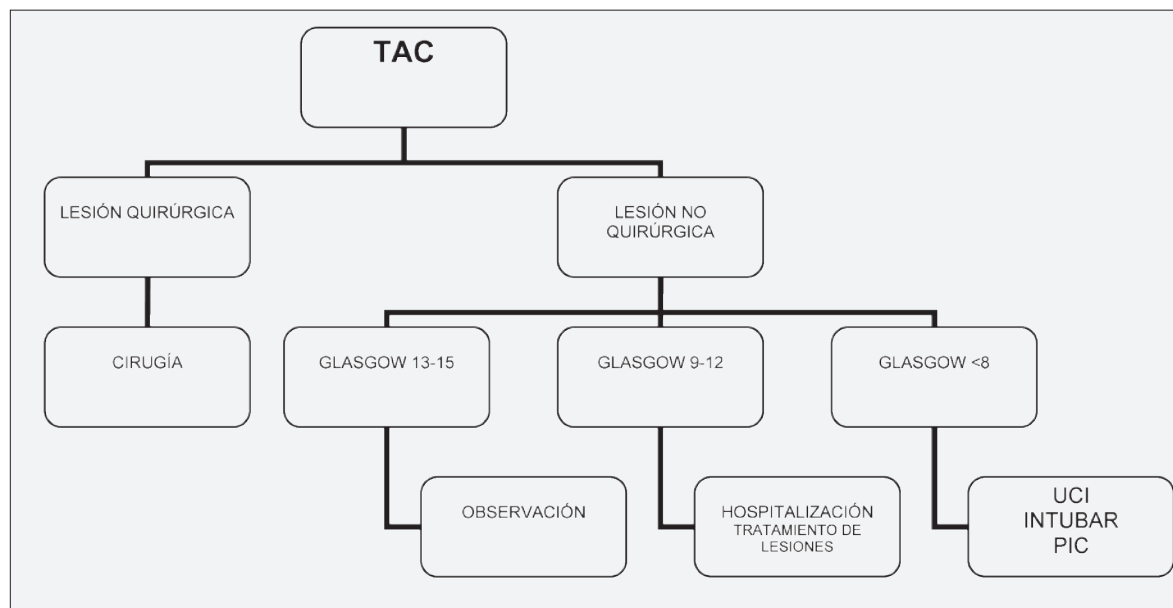 TAC
LESIÓN QUIRÚRGICA
LESIÓN NO
QUIRÚRGICA
CIRUGÍA
GLASGOW 13-15
GLASGOW 9-12
GLASGOW <8
OBSERVACIÓN
HOSPITALIZACIÓN
TRATAMIENTO DE
LESIONES
UCI
INTUBAR
PIC